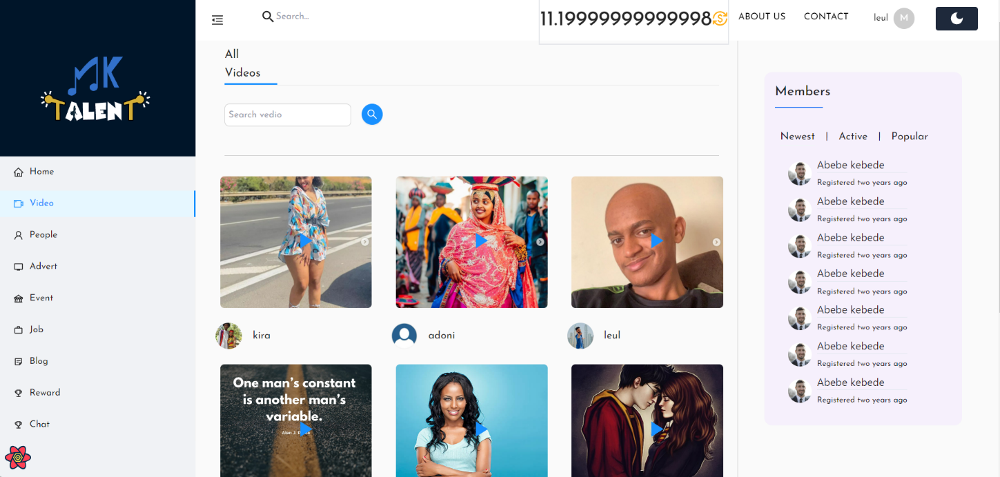 MK
TALENT
Home
Video
People
Advert
Event
Job
Blog
Reward
Chat
Search...
11.19999999999998
ABOUT US
CONTACT
leul
M
All
Videos
Search vedio
kira
adoni
leul
One man's constant
is another man's
variable.
Members
Newest | Active | Popular
Abebe kebede
Registered two years ago
Abebe kebede
Registered two years ago
Abebe kebede
Registered two years ago
Abebe kebede
Registered two years ago
Abebe kebede
Registered two years ago
Abebe kebede
Registered two years ago
Abebe kebede
Registered two years ago